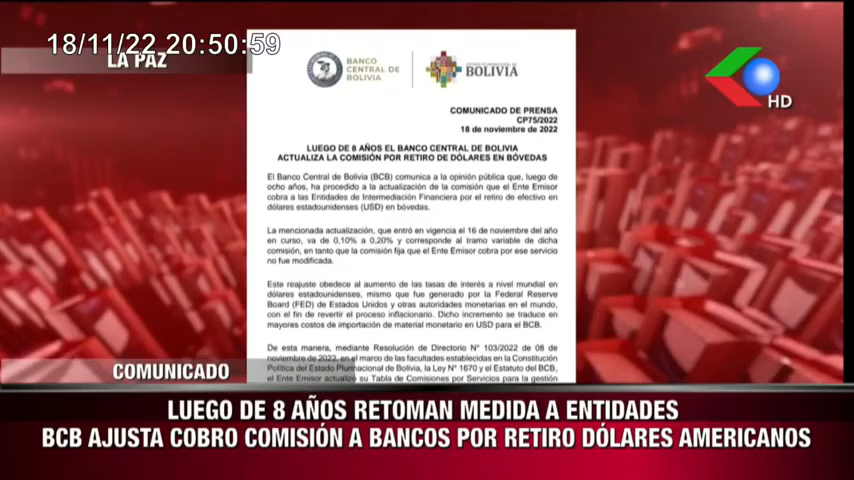 18/11/22 20:50:59
LA PAZ
BANCO
CENTRAL DE
BOLIVIA
BOLIVIA
HD
COMUNICADO DE PRENSA
CP75/2022
18 de noviembre de 2022
LUEGO DE 8 AÑOS EL BANCO CENTRAL DE BOLIVIA
ACTUALIZA LA COMISIÓN POR RETIRO DE DÓLARES EN BÓVEDAS
El Banco Central de Bolivia (BCB) comunica a la opinión pública que, luego de
ocho años, ha procedido a la actualización de la comisión que el Ente Emisor
cobra a las Entidades de Intermediación Financiera por el retiro de efectivo en
dólares estadounidenses (USD) en bóvedas.
La mencionada actualización, que entró en vigencia el 16 de noviembre del año
en curso, va de 0,10% a 0,20% y corresponde al tramo variable de dicha
comisión, en tanto que la comisión fija que el Ente Emisor cobra por ese servicio
no fue modificada.
Este reajuste obedece al aumento de las tasas de interés a nivel mundial en
dólares estadounidenses, mismo que fue generado por la Federal Reserve
Board (FED) de Estados Unidos y otras autoridades monetarias en el mundo,
con el fin de revertir el proceso inflacionario. Dicho incremento se traduce en
mayores costos de importación de material monetario en USD para el BCB.
De esta manera, mediante Resolución de Directorio N° 103/2022 de 08 de
noviembre de 2022, en el marco de las facultades establecidas en la Constitución
Política del Estado Plurinacional de Bolivia, la Ley N° 1670 y el Estatuto del BCB,
el Ente Emisor actualizó su Tabla de Comisiones por Servicios para la gestión
COMUNICADO
LUEGO DE 8 AÑOS RETOMAN MEDIDA A ENTIDADES
BCB AJUSTA COBRO COMISIÓN A BANCOS POR RETIRO DÓLARES AMERICANOS